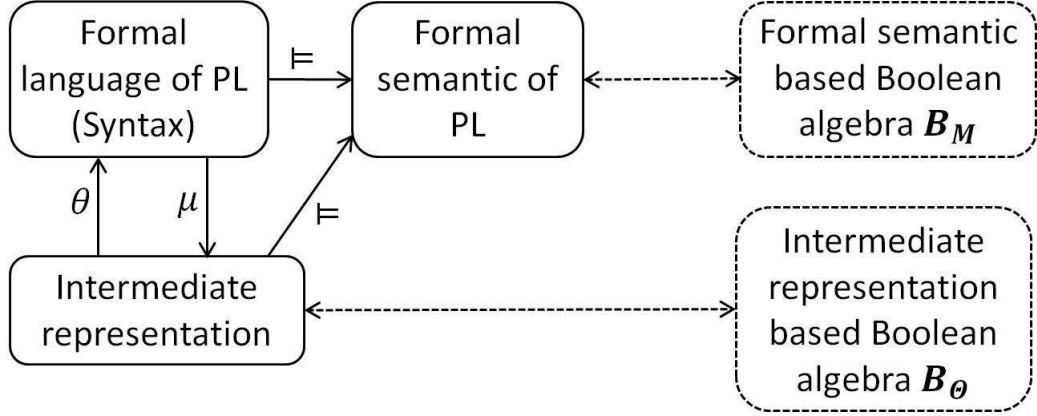 Formal
language of PL
(Syntax)
⊨
Formal
semantic of
PL
Formal semantic
based Boolean
algebra B_M
θ
μ
⊨
Intermediate
representation
Intermediate
representation
based Boolean
algebra B_Θ